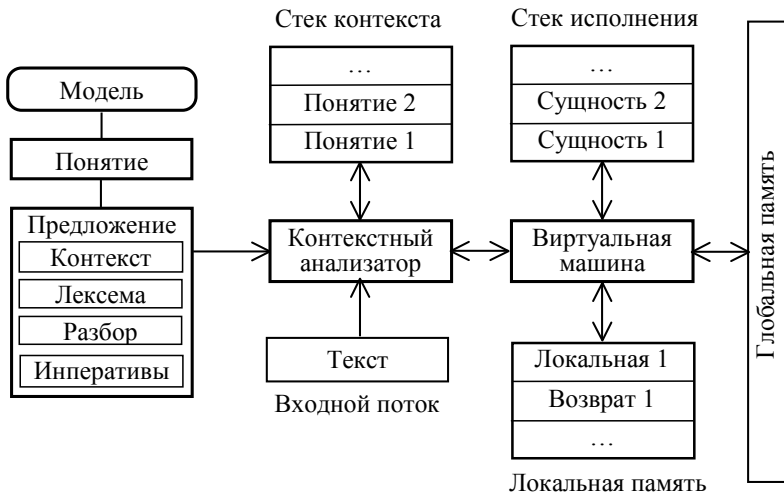 Стек контекста
Стек исполнения
Модель
Понятие
Предложение
Контекст
Лексема
Разбор
Инперативы
…
Понятие 2
Понятие 1
Контекстный
анализатор
Текст
Входной поток
…
Сущность 2
Сущность 1
Виртуальная
машина
Локальная 1
Возврат 1
…
Локальная память
Глобальная память